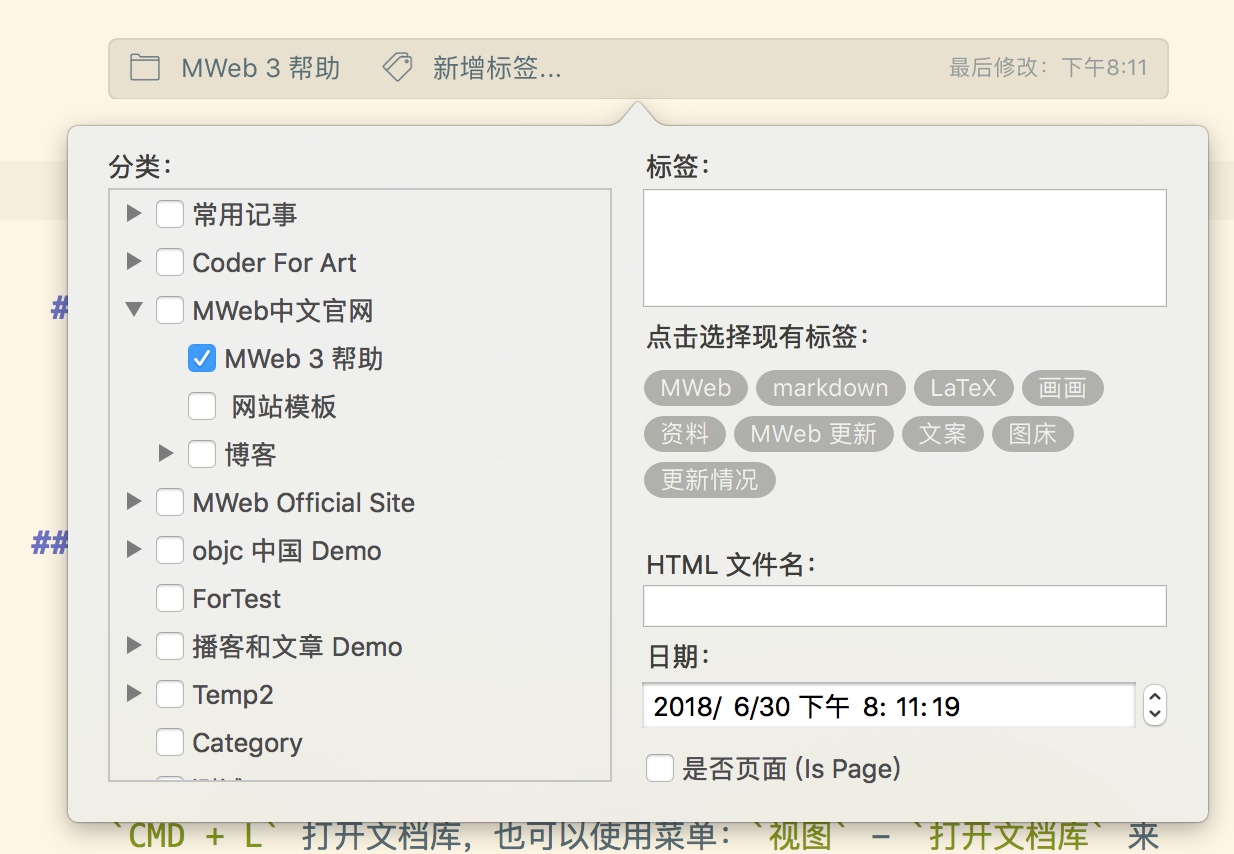 MWeb 3 帮助 新增标签... 最后修改：下午8:11
分类：
常用记事
Coder For Art
MWeb中文官网
MWeb 3 帮助
网站模板
博客
MWeb Official Site
objc 中国 Demo
ForTest
播客和文章 Demo
Temp2
Category
标签：
点击选择现有标签：
MWeb markdown LaTeX 画画
资料 MWeb 更新 文案 图床
更新情况
HTML 文件名：
日期：
2018/ 6/30 下午 8: 11:19
是否页面 (Is Page)
#
##
`CMD + L` 打开文档库，也可以使用菜单：`视图` - `打开文档库` 来